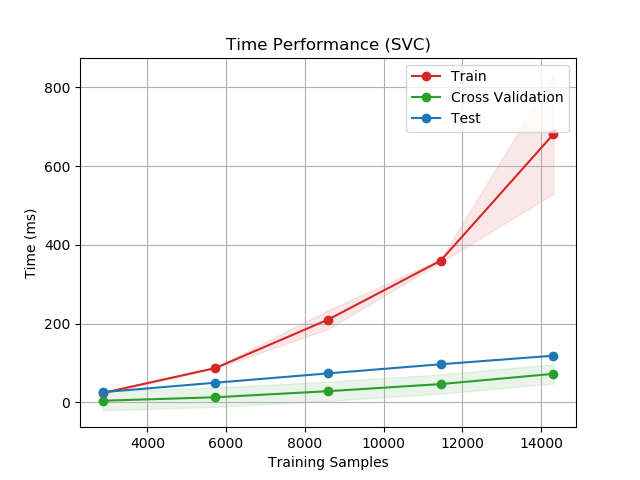 Time Performance (SVC)
Train
Cross Validation
Test
800
600
400
200
0
Time (ms)
4000 6000 8000 10000 12000 14000
Training Samples